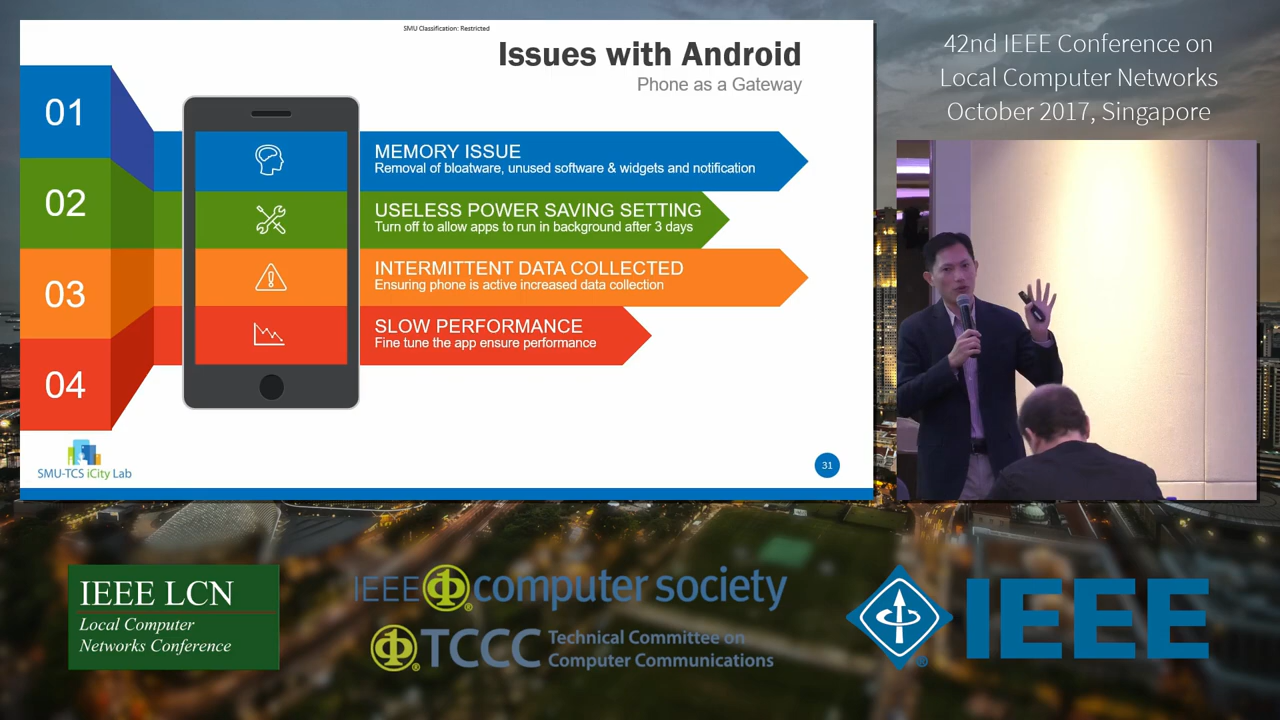 SMU Classification: Restricted
Issues with Android
Phone as a Gateway
01
02
03
04
MEMORY ISSUE
Removal of bloatware, unused software & widgets and notification
USELESS POWER SAVING SETTING
Turn off to allow apps to run in background after 3 days
INTERMITTENT DATA COLLECTED
Ensuring phone is active increased data collection
SLOW PERFORMANCE
Fine tune the app ensure performance
SMU-TCS iCity Lab
31
42nd IEEE Conference on
Local Computer Networks
October 2017, Singapore
IEEE LCN
Local Computer
Networks Conference
IEEE computer society
TCCC Technical Committee on
Computer Communications
IEEE